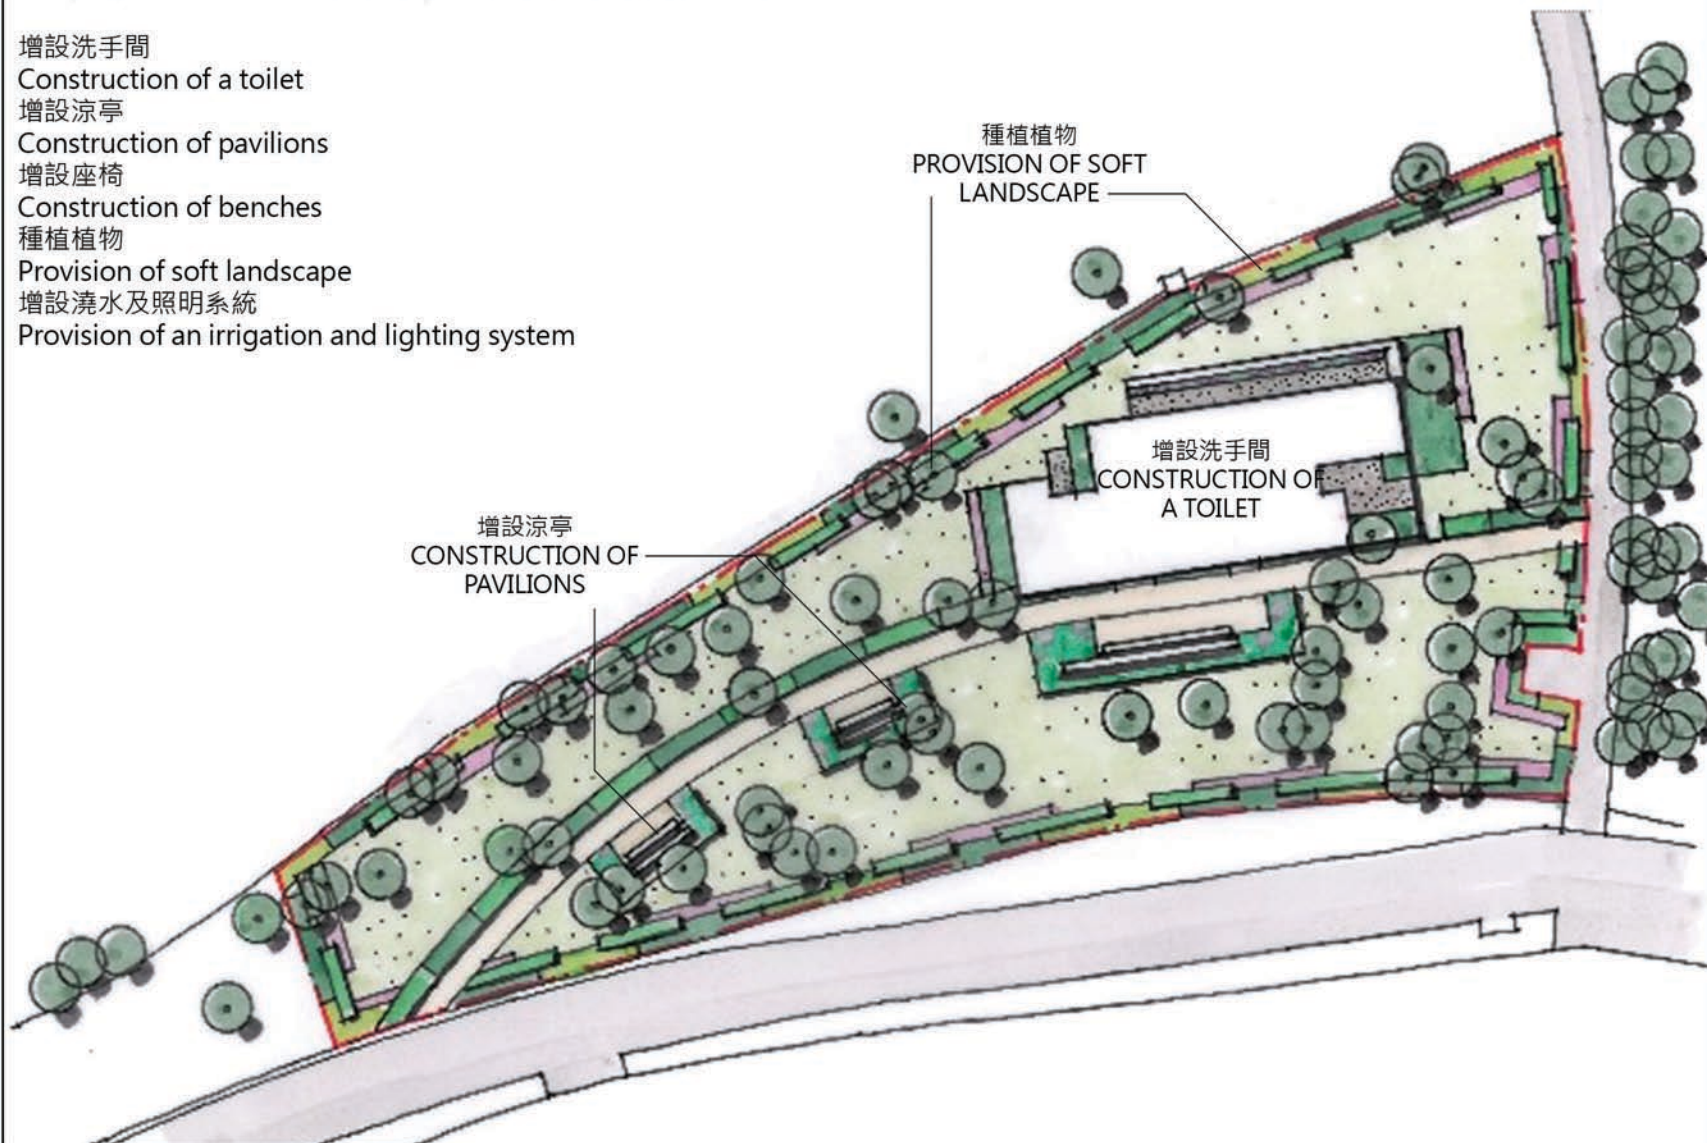 增設洗手間
Construction of a toilet
增設涼亭
Construction of pavilions
增設座椅
Construction of benches
種植植物
Provision of soft landscape
增設澆水及照明系統
Provision of an irrigation and lighting system
種植植物
PROVISION OF SOFT
LANDSCAPE
增設洗手間
CONSTRUCTION OF
A TOILET
增設涼亭
CONSTRUCTION OF
PAVILIONS